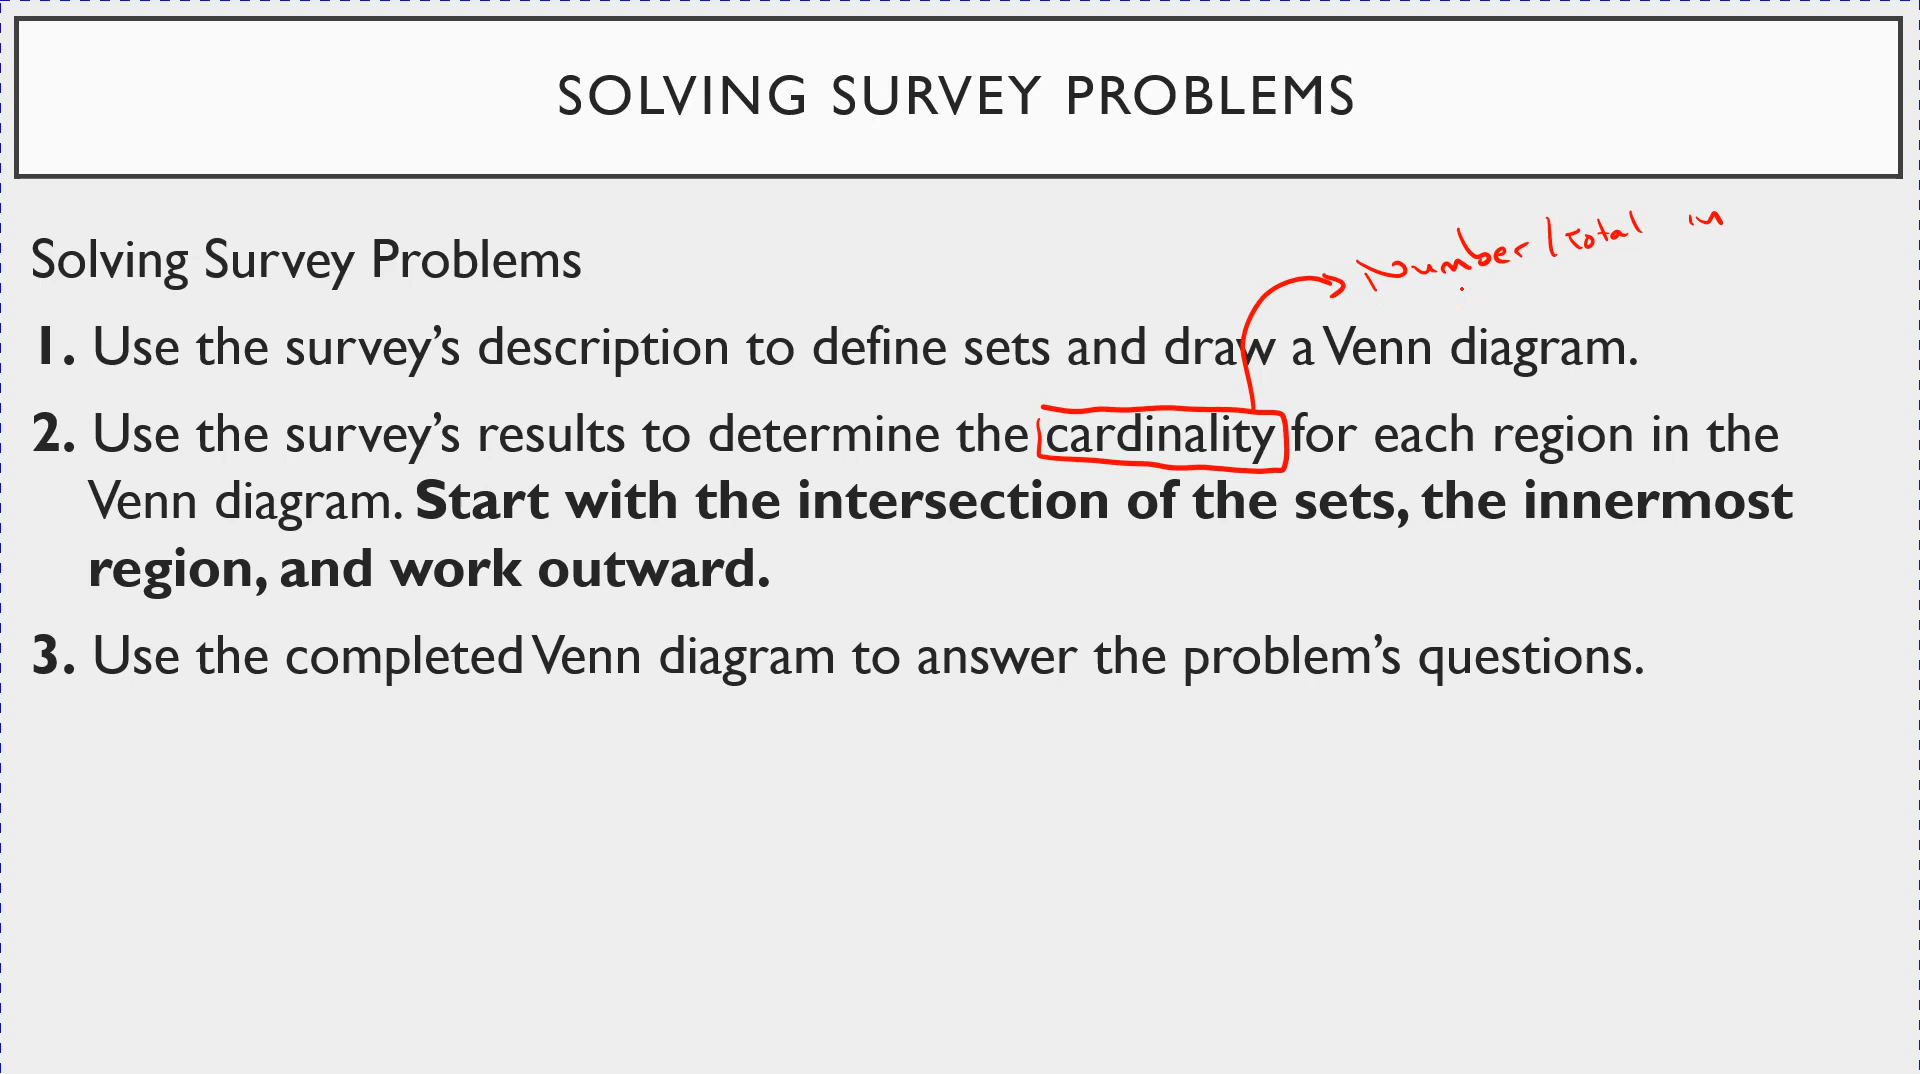 SOLVING SURVEY PROBLEMS
Number/total in
Solving Survey Problems
1. Use the survey’s description to define sets and draw a Venn diagram.
2. Use the survey’s results to determine the cardinality for each region in the
Venn diagram. Start with the intersection of the sets, the innermost
region, and work outward.
3. Use the completed Venn diagram to answer the problem’s questions.